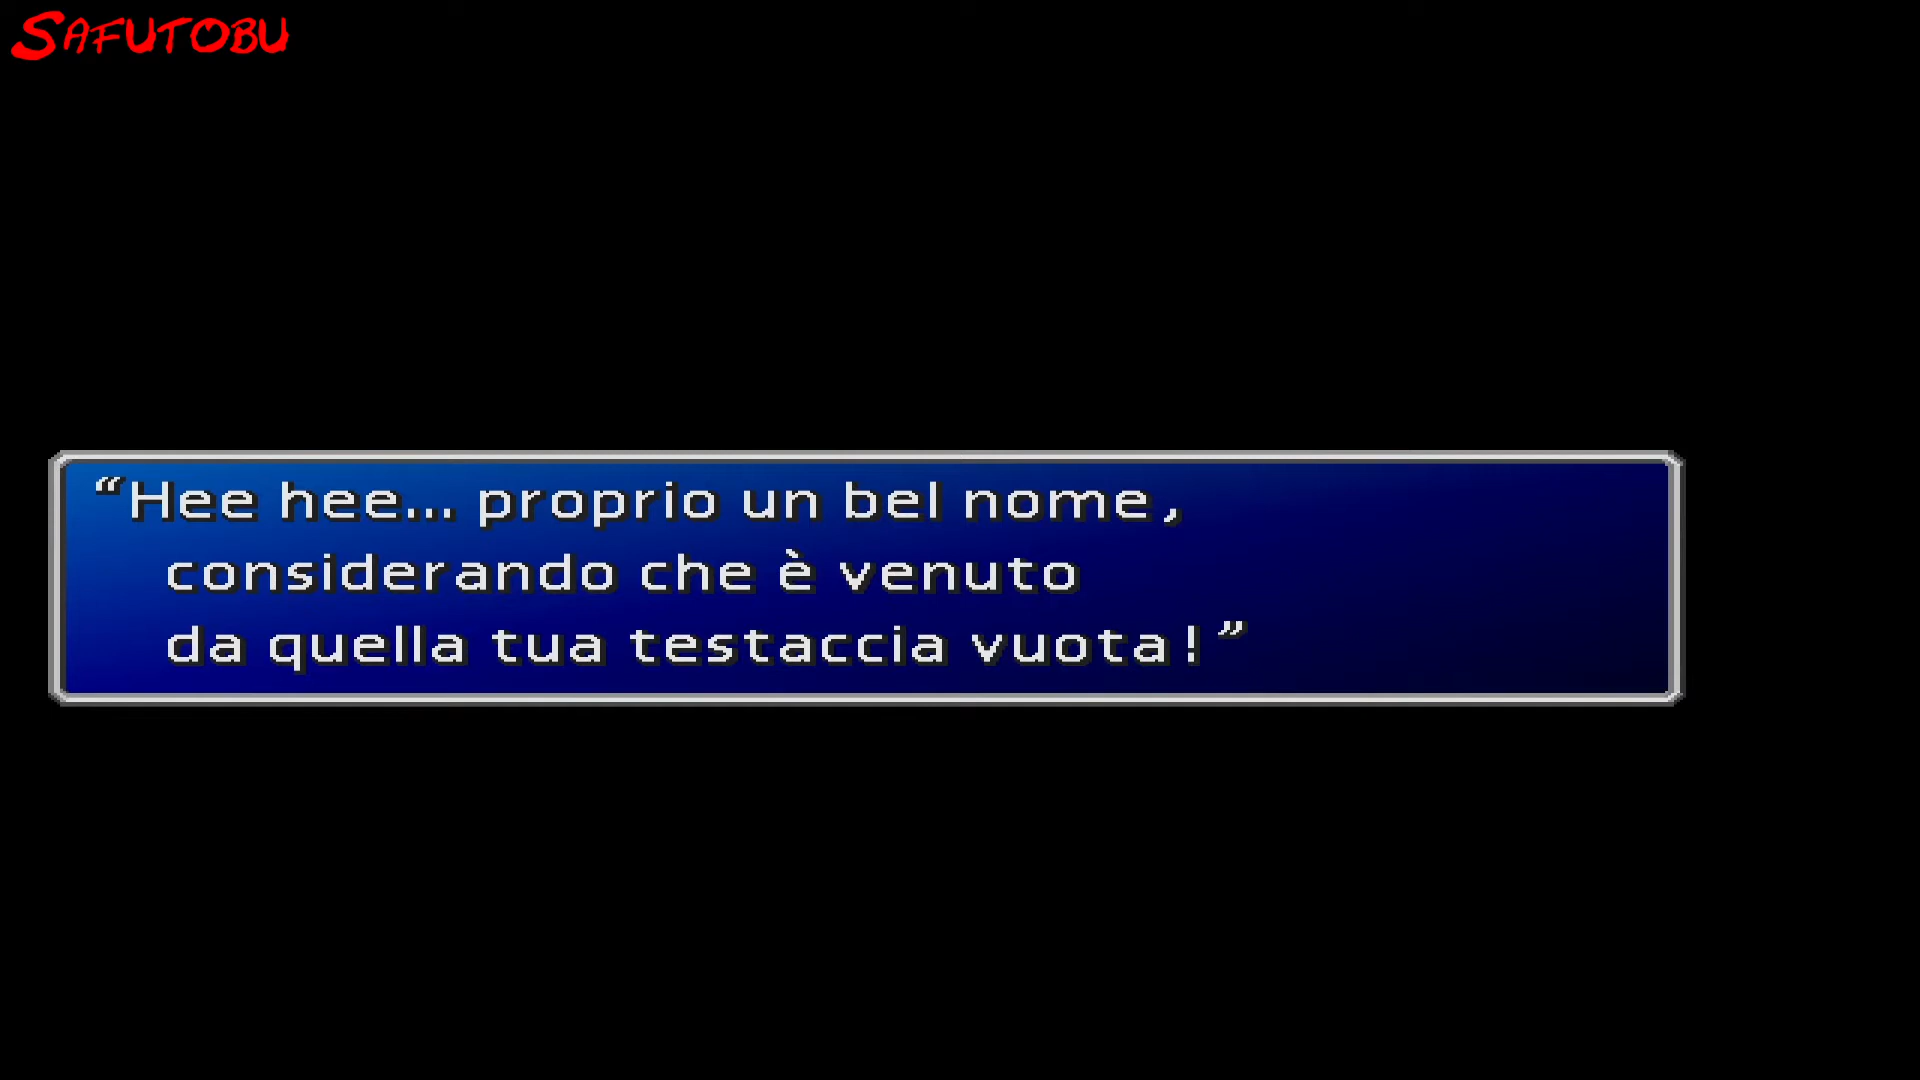 SAFUTOBU
“Hee hee... proprio un bel nome,
considerando che è venuto
da quella tua testaccia vuota!”